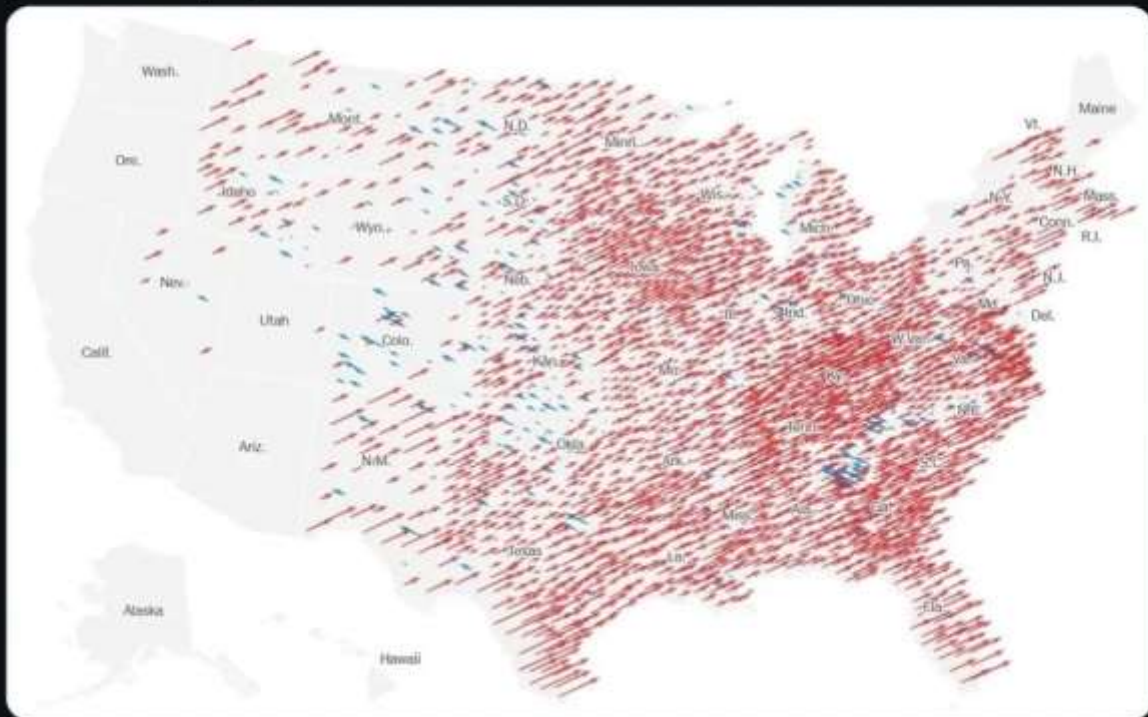 Wash.
Maine
Mont.
N.D.
Vt.
Minn.
Ore.
N.H.
Idaho
S.D.
Wis.
N.Y.
Mass.
Wyo.
Mich.
Conn.
R.I.
Pa.
Iowa
Nev.
Neb.
N.J.
Ohio
Md.
Ind.
Del.
Utah
Colo.
W.Va.
Calif.
Va.
Kan.
Mo.
Ky.
N.C.
Tenn.
Ariz.
Okla.
N.M.
Ark.
S.C.
Ga.
Miss.
Ala.
Texas
La.
Alaska
Fla.
Hawaii